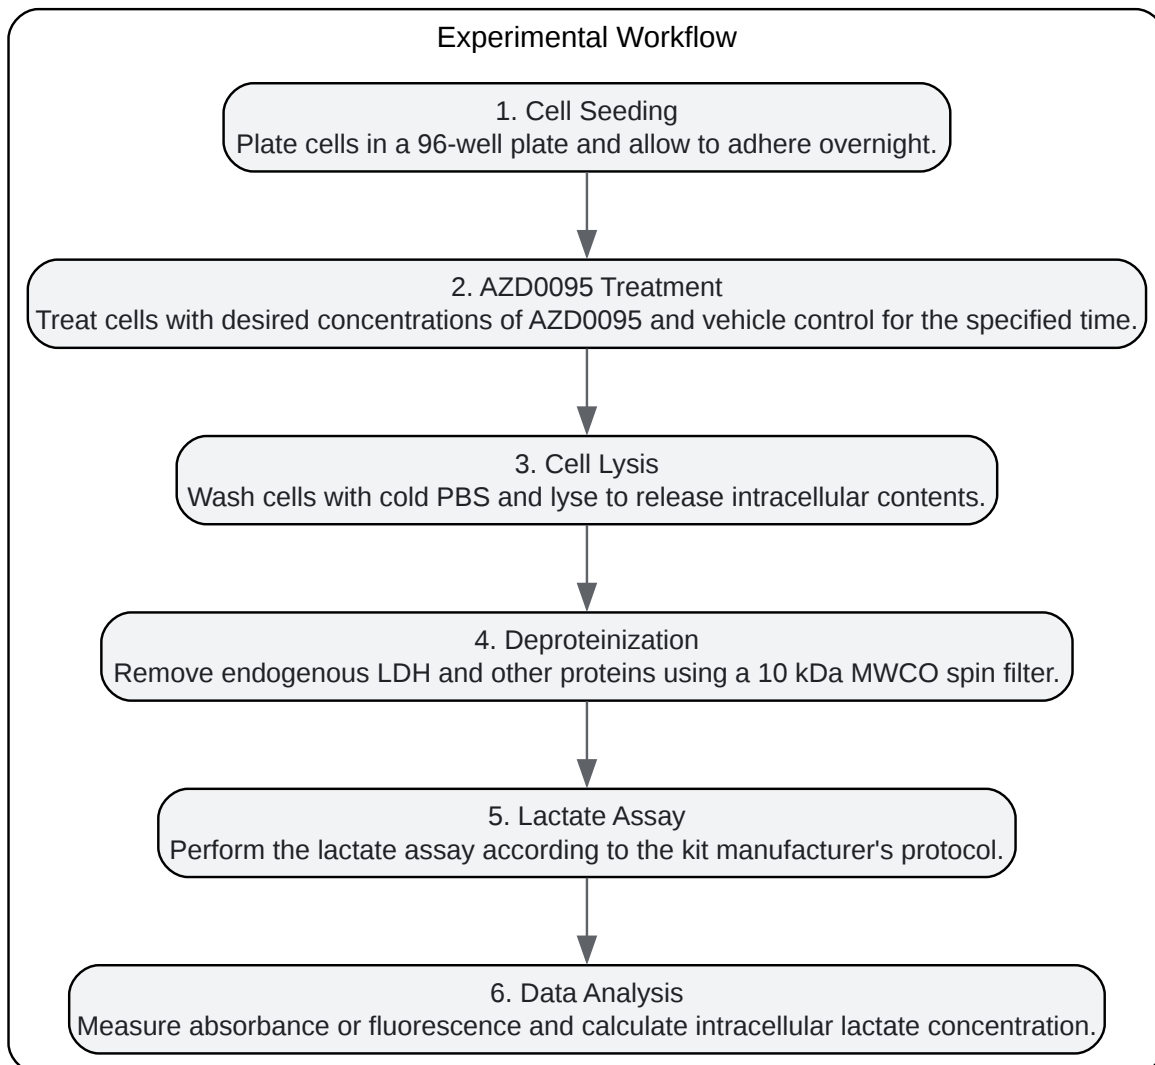 Experimental Workflow
1. Cell Seeding
Plate cells in a 96-well plate and allow to adhere overnight.
2. AZD0095 Treatment
Treat cells with desired concentrations of AZD0095 and vehicle control for the specified time.
3. Cell Lysis
Wash cells with cold PBS and lyse to release intracellular contents.
4. Deproteinization
Remove endogenous LDH and other proteins using a 10 kDa MWCO spin filter.
5. Lactate Assay
Perform the lactate assay according to the kit manufacturer's protocol.
6. Data Analysis
Measure absorbance or fluorescence and calculate intracellular lactate concentration.